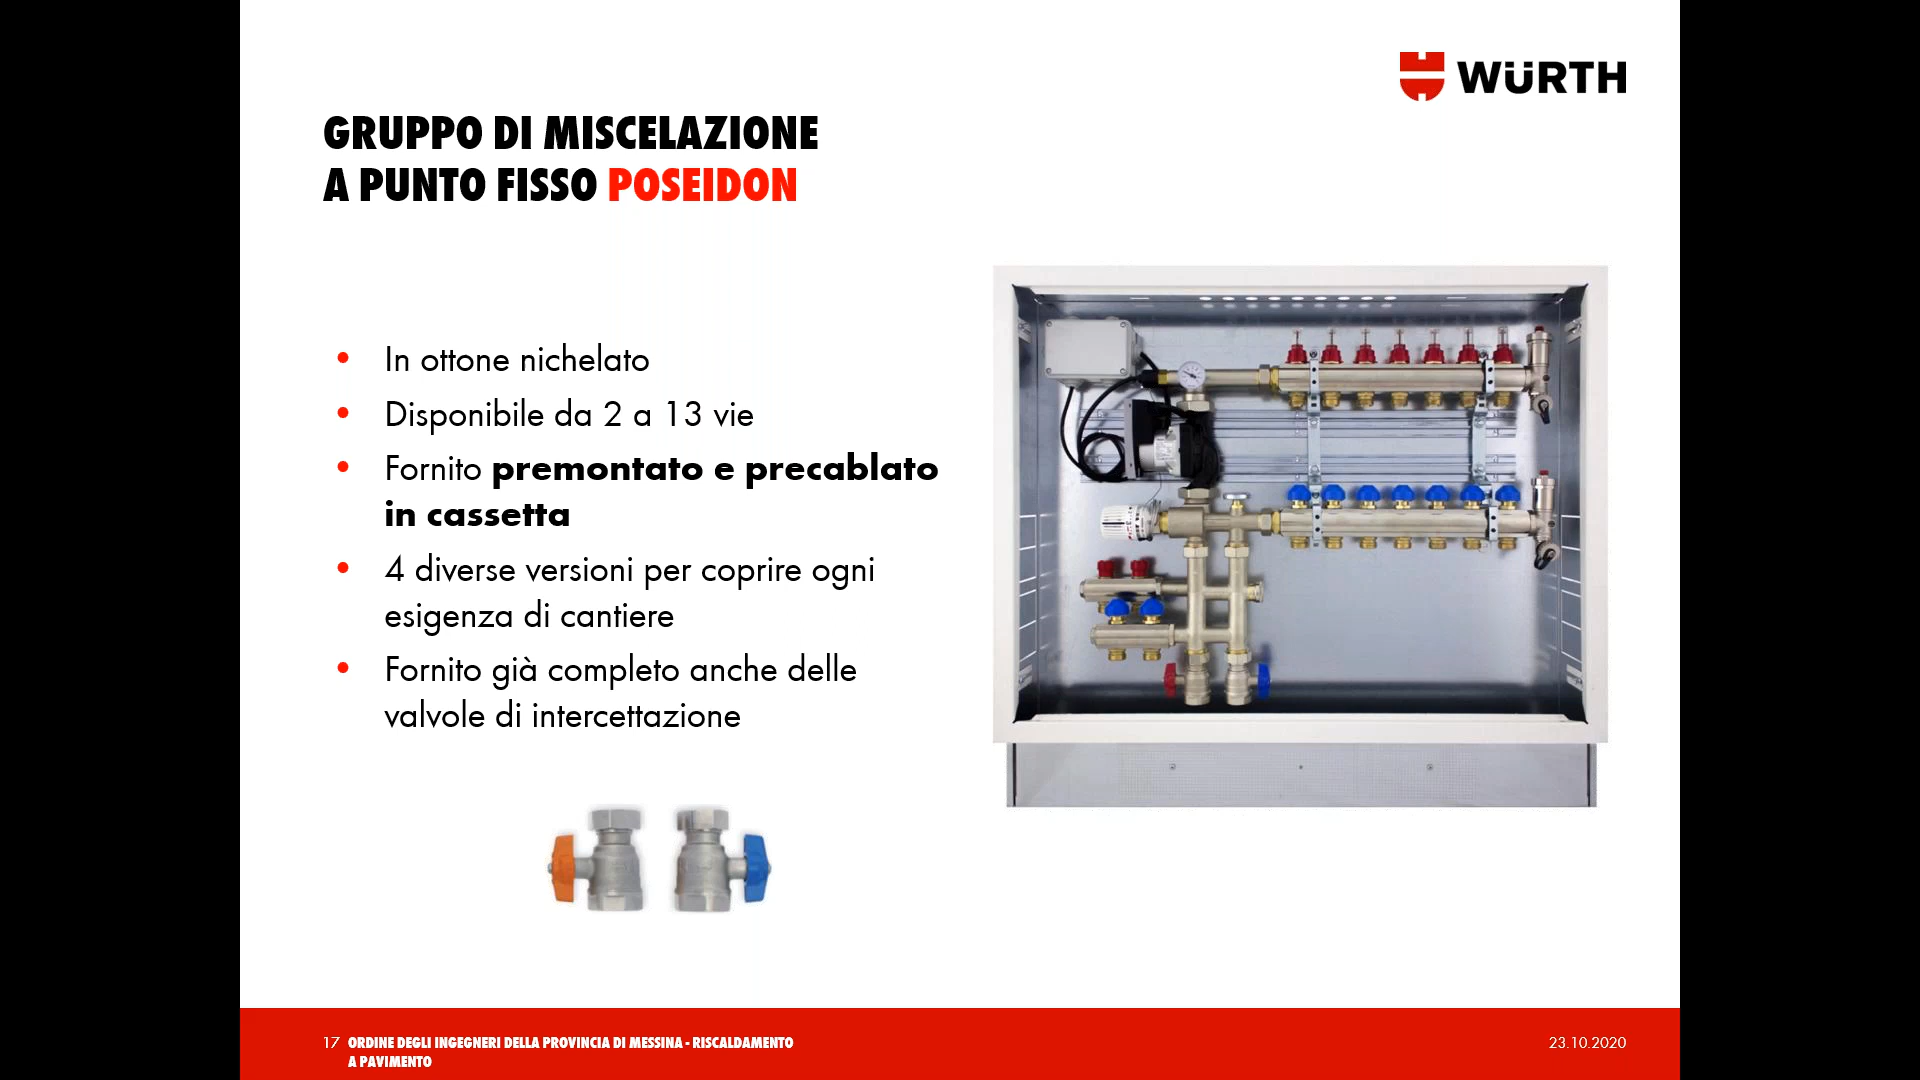 WÜRTH
GRUPPO DI MISCELAZIONE
A PUNTO FISSO POSEIDON
• In ottone nichelato
• Disponibile da 2 a 13 vie
• Fornito premontato e precablato
in cassetta
• 4 diverse versioni per coprire ogni
esigenza di cantiere
• Fornito già completo anche delle
valvole di intercettazione
17 ORDINE DEGLI INGEGNERI DELLA PROVINCIA DI MESSINA - RISCALDAMENTO
A PAVIMENTO
23.10.2020